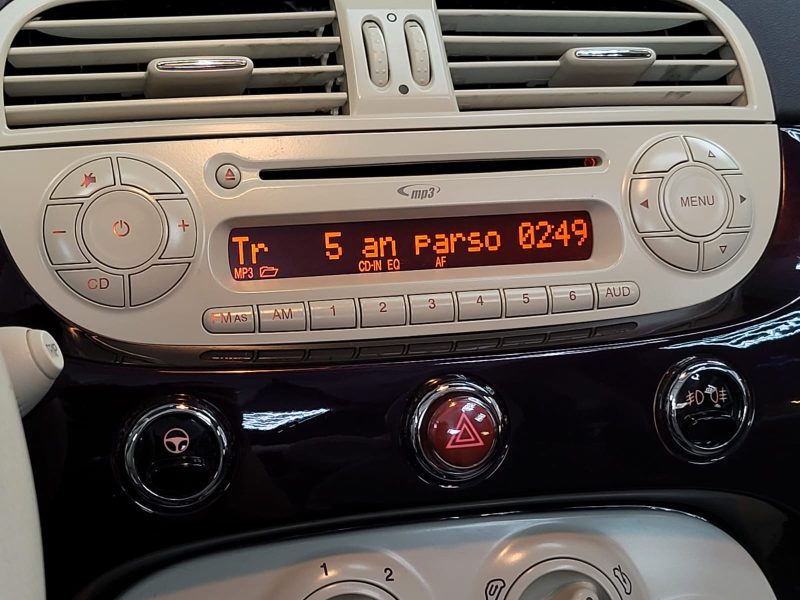 mp3
MENU
Tr 5 an parso 0249
MP3 CD-IN EQ AF
− +
CD
FM AS AM 1 2 3 4 5 6 AUD
1 2